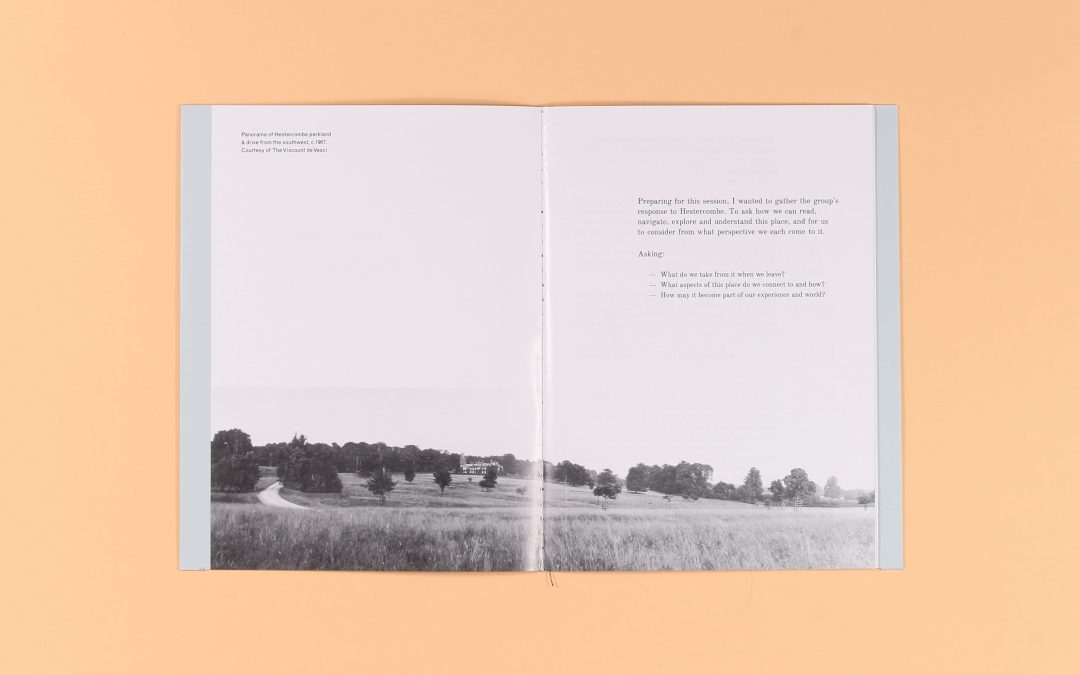 Panorama of Hestercombe parkland
& drive from the southwest, c.1907.
Courtesy of The Viscount de Vesci
Preparing for this session, I wanted to gather the group's
response to Hestercombe. To ask how we can read,
navigate, explore and understand this place, and for us
to consider from what perspective we each come to it.
Asking:
— What do we take from it when we leave?
— What aspects of this place do we connect to and how?
— How may it become part of our experience and world?